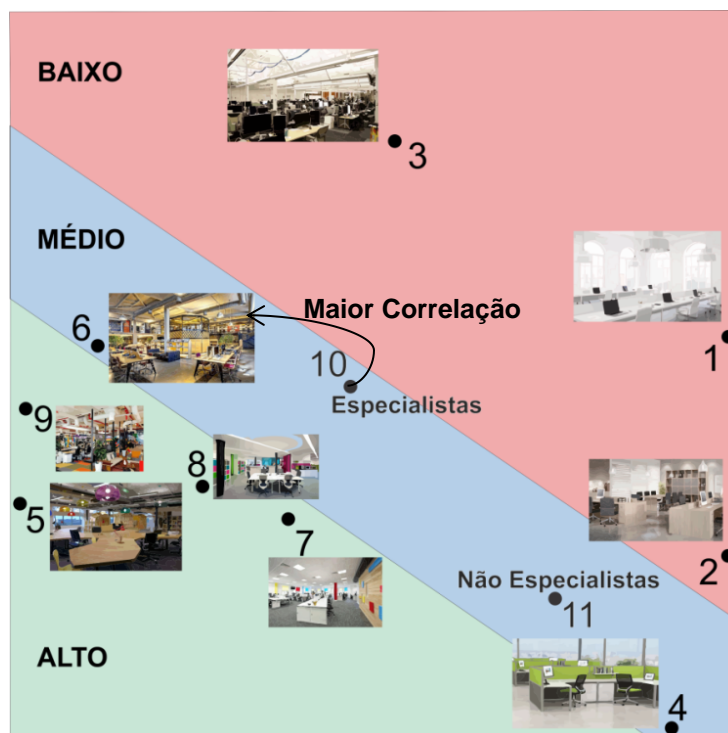 BAIXO
3
MÉDIO
Maior Correlação
6
10
1
Especialistas
9
8
5
7
2
Não Especialistas
11
ALTO
4